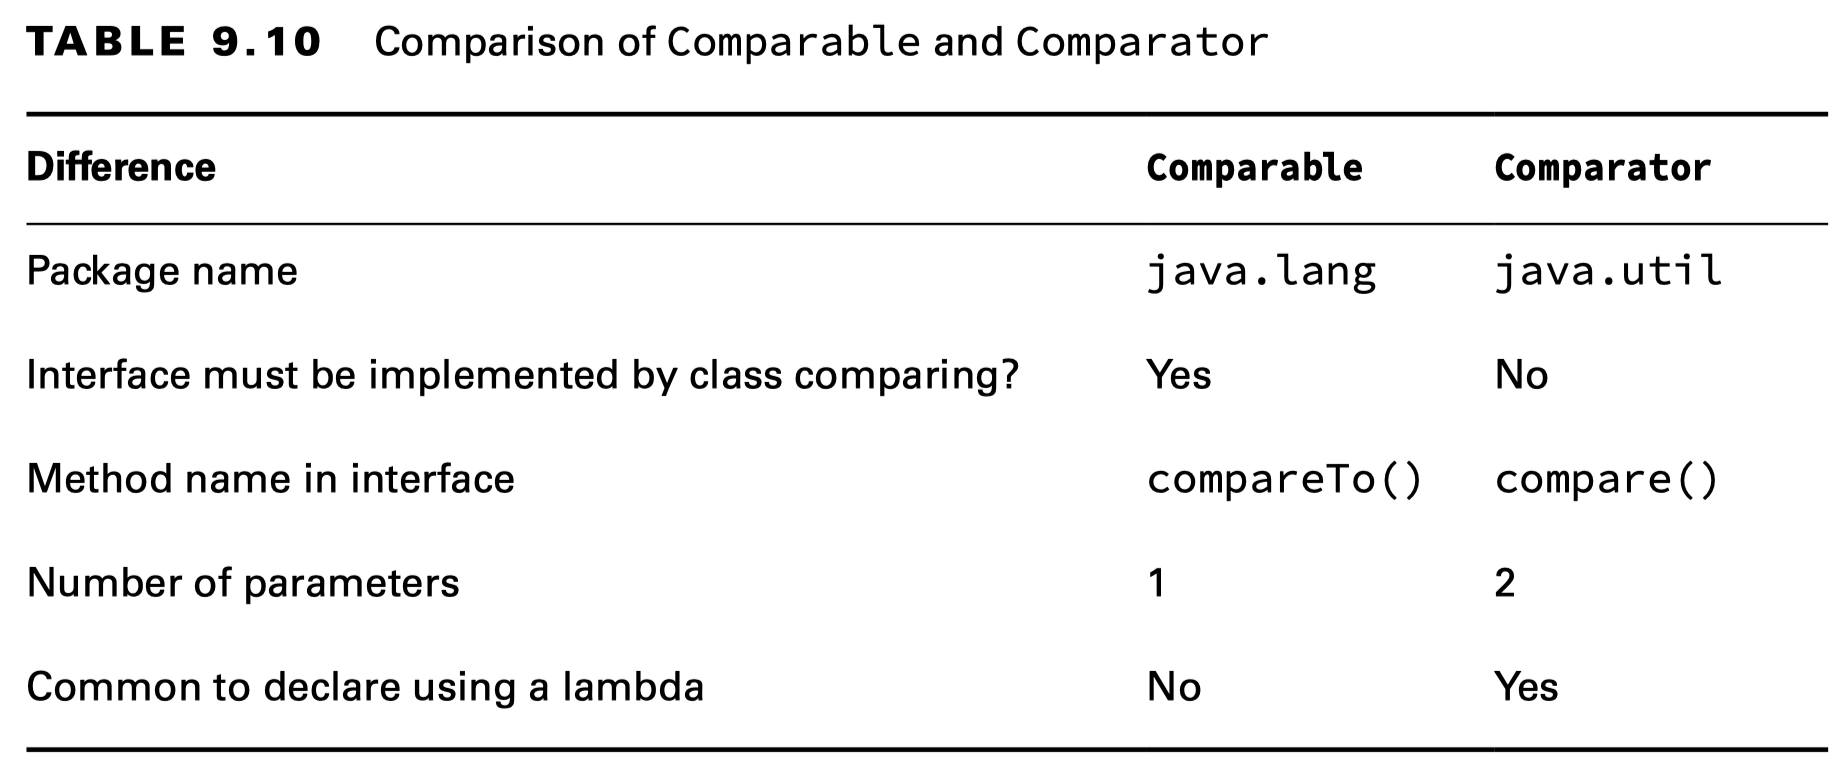 TABLE 9.10 Comparison of Comparable and Comparator
Difference Comparable Comparator
Package name java.lang java.util
Interface must be implemented by class comparing? Yes No
Method name in interface compareTo() compare()
Number of parameters 1 2
Common to declare using a lambda No Yes